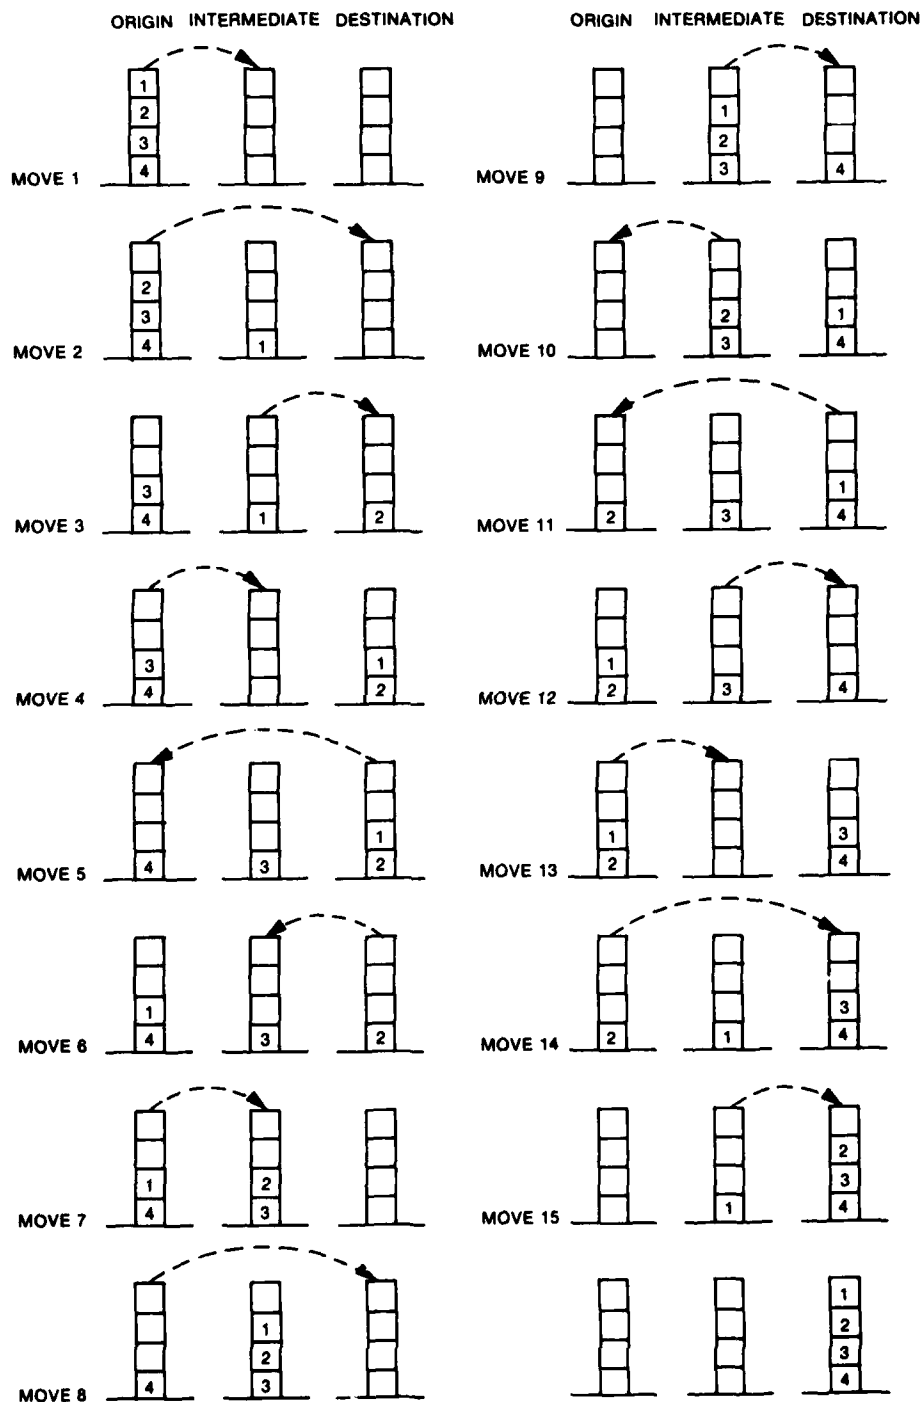 ORIGIN INTERMEDIATE DESTINATION
1
2
3
MOVE 1 4
2
3
MOVE 2 4 1
3
MOVE 3 4 1 2
3 1
MOVE 4 4 2
1
MOVE 5 4 3 2
1
MOVE 6 4 3 2
1 2
MOVE 7 4 3
1
2
MOVE 8 4 3
ORIGIN INTERMEDIATE DESTINATION
1
2
MOVE 9 3 4
2 1
MOVE 10 3 4
1
MOVE 11 2 3 4
1
MOVE 12 2 3 4
1 3
MOVE 13 2 4
3
MOVE 14 2 1 4
2
3
MOVE 15 1 4
1
2
3
4